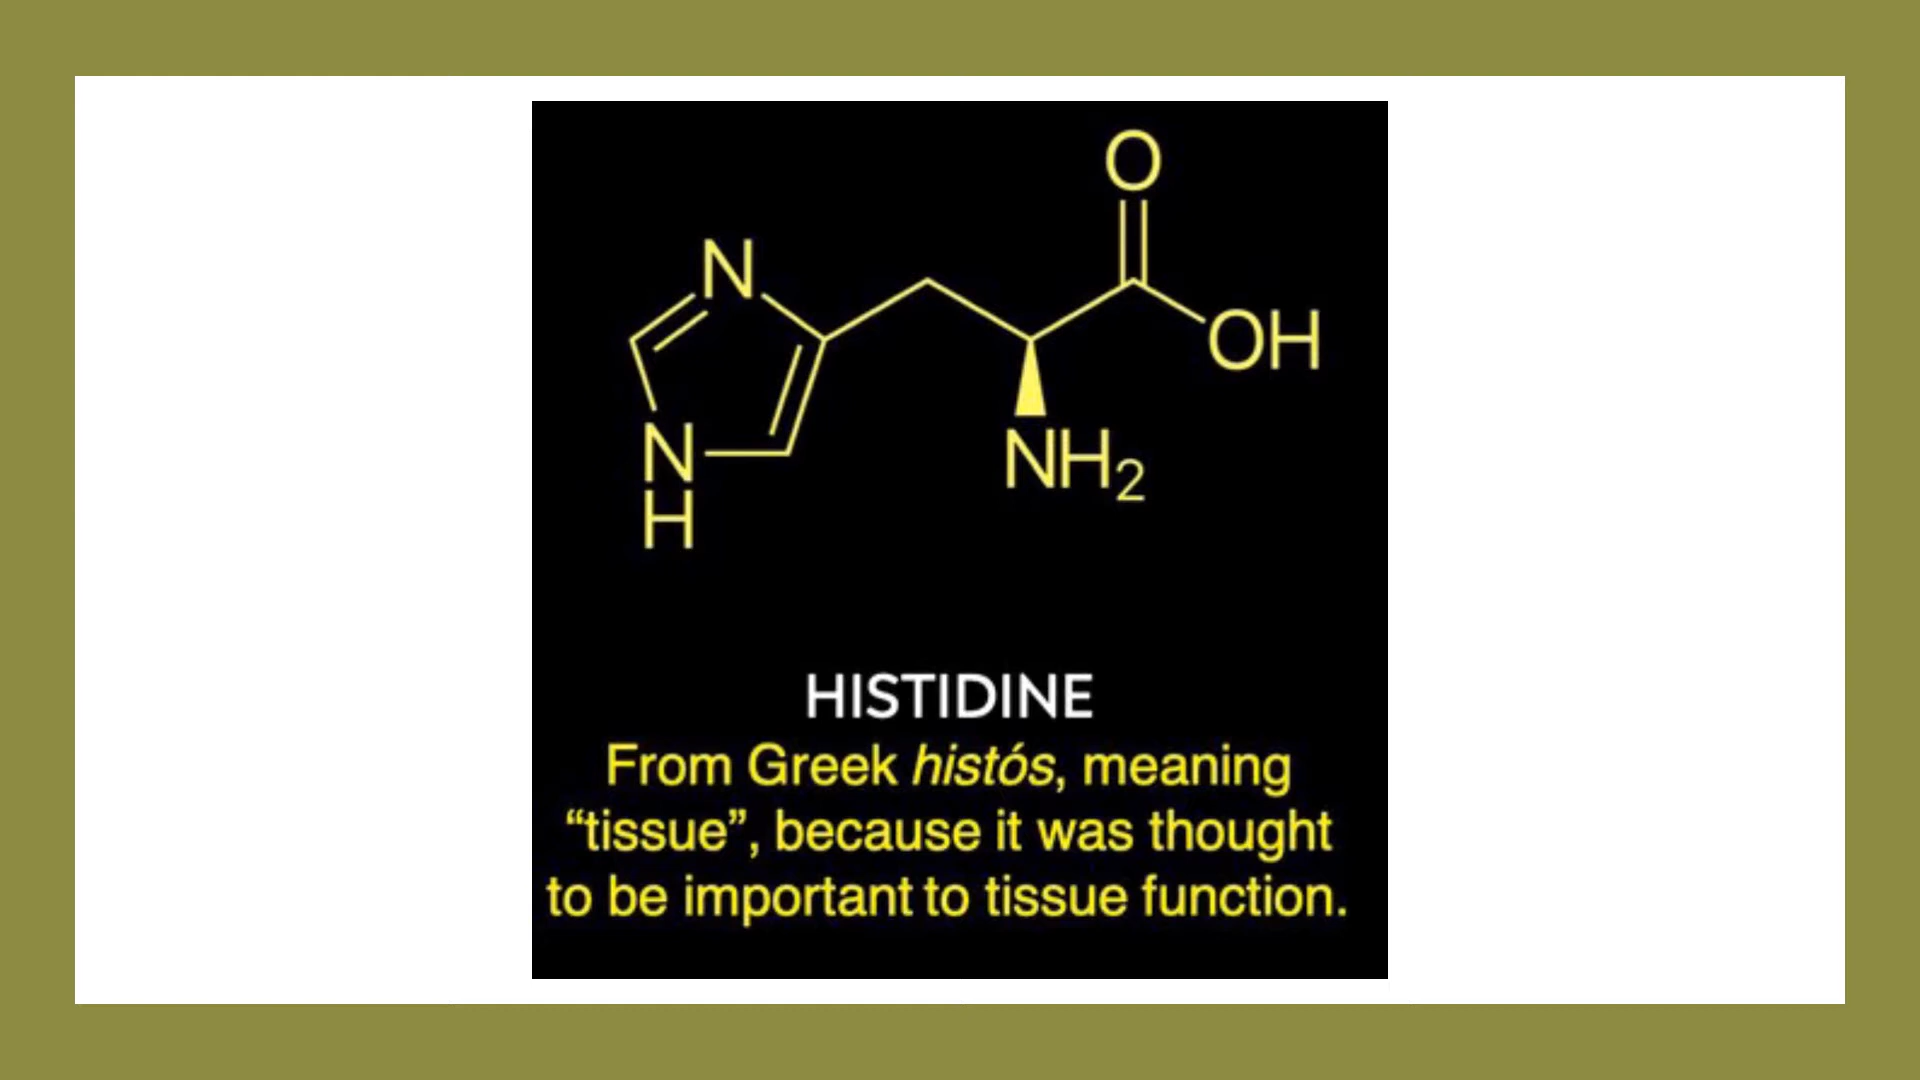 O
N
OH
N
H
NH2
HISTIDINE
From Greek histós, meaning
“tissue”, because it was thought
to be important to tissue function.